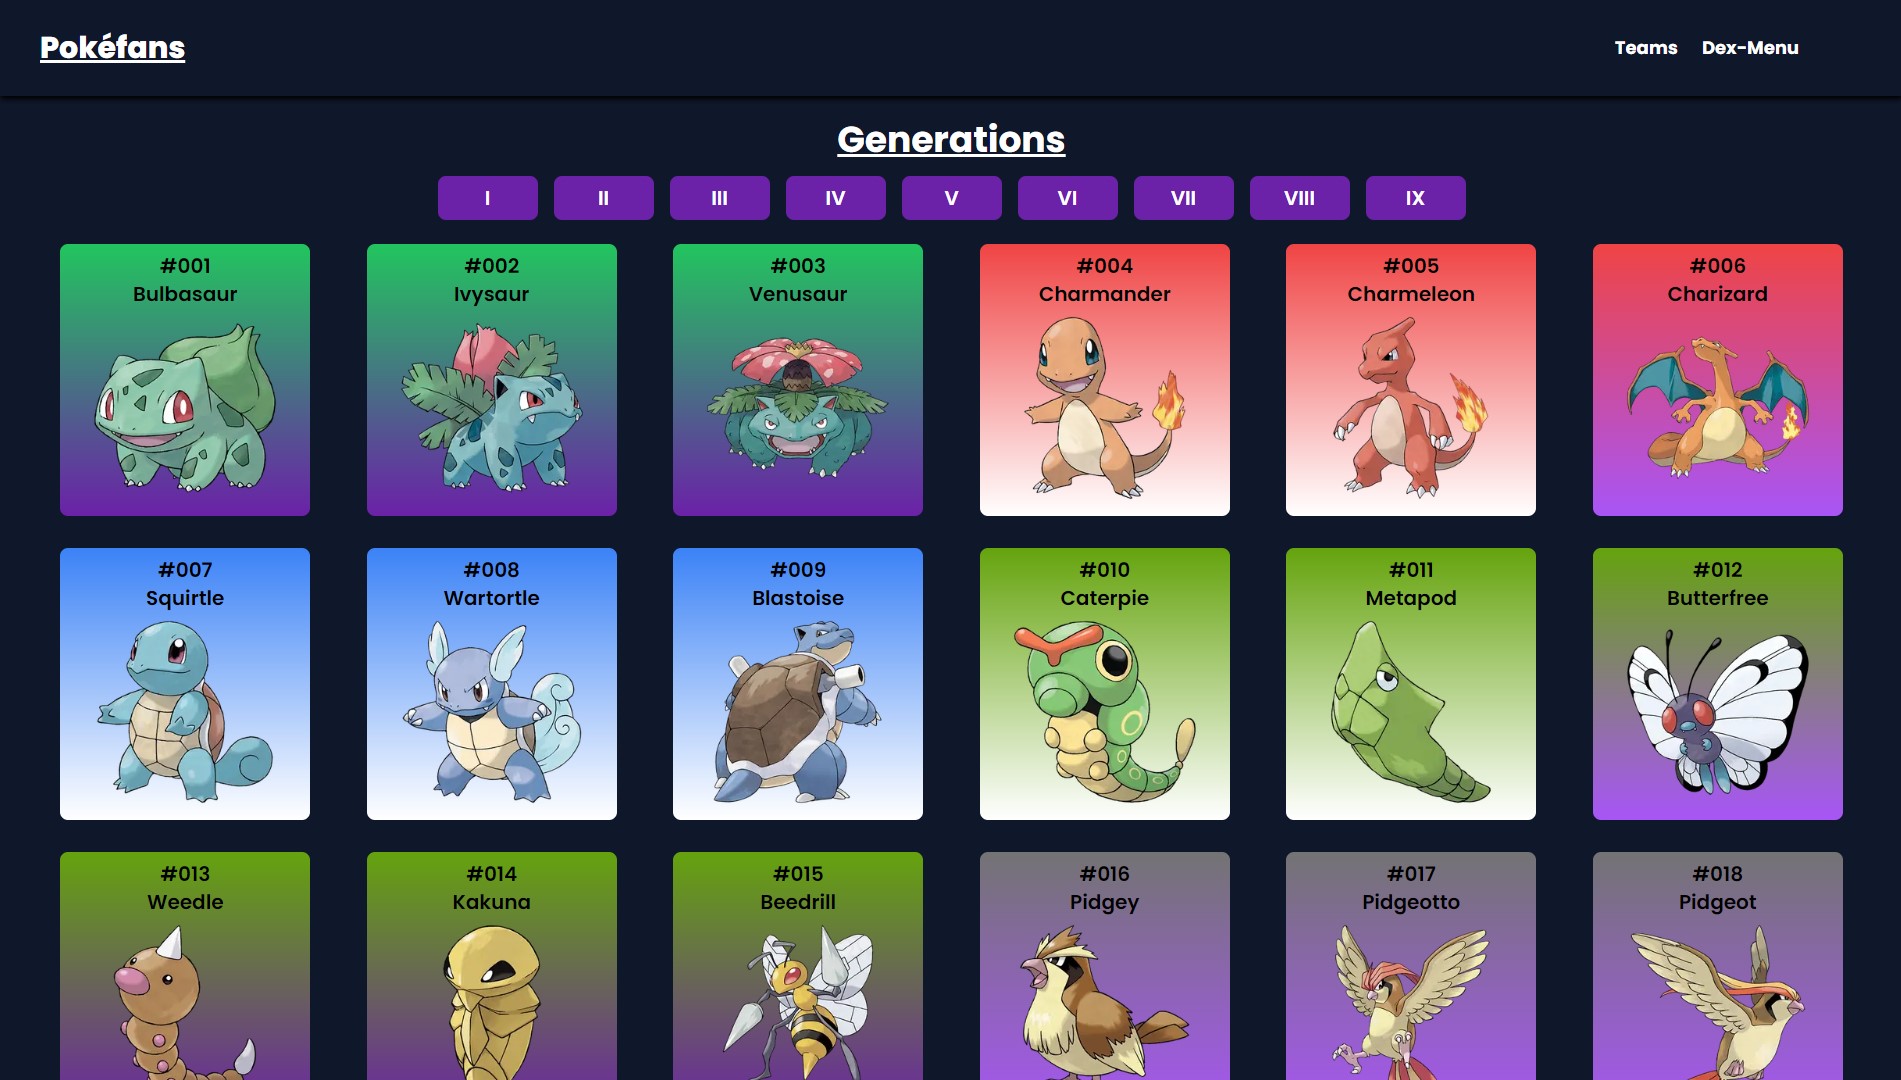 Pokéfans
Teams Dex-Menu
Generations
I II III IV V VI VII VIII IX
#001
Bulbasaur
#002
Ivysaur
#003
Venusaur
#004
Charmander
#005
Charmeleon
#006
Charizard
#007
Squirtle
#008
Wartortle
#009
Blastoise
#010
Caterpie
#011
Metapod
#012
Butterfree
#013
Weedle
#014
Kakuna
#015
Beedrill
#016
Pidgey
#017
Pidgeotto
#018
Pidgeot